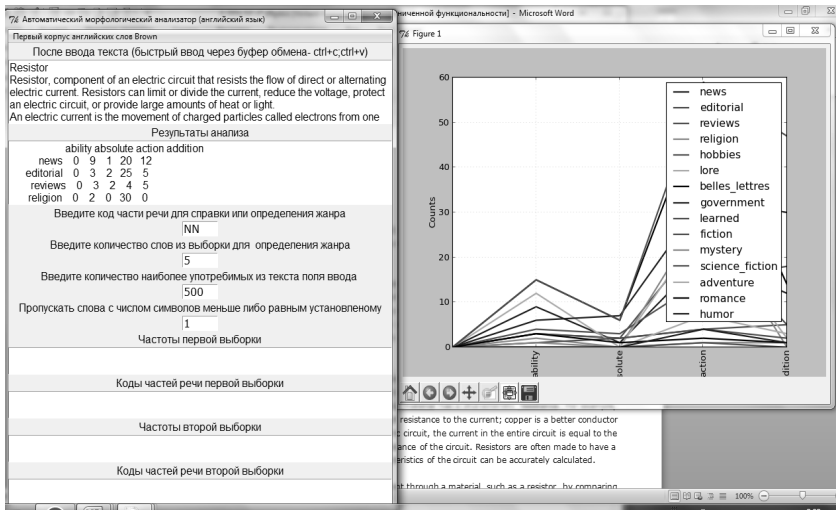 Автоматический морфологический анализатор (английский язык)
Первый корпус английских слов Brown
После ввода текста (быстрый ввод через буфер обмена- ctrl+c;ctrl+v)
Resistor
Resistor, component of an electric circuit that resists the flow of direct or alternating
electric current. Resistors can limit or divide the current, reduce the voltage, protect
an electric circuit, or provide large amounts of heat or light.
An electric current is the movement of charged particles called electrons from one
Результаты анализа
ability absolute action addition
news 0 9 1 20 12
editorial 0 3 2 25 5
reviews 0 3 2 4 5
religion 0 2 0 30 0
Введите код части речи для справки или определения жанра
NN
Введите количество слов из выборки для определения жанра
5
Введите количество наиболее употребимых из текста поля ввода
500
Пропускать слова с числом символов меньше либо равным установленому
1
Частоты первой выборки
Коды частей речи первой выборки
Частоты второй выборки
Коды частей речи второй выборки
ниченной функциональности] - Microsoft Word
Figure 1
60
50
40
30
20
10
0
Counts
ability
solute
action
dition
news
editorial
reviews
religion
hobbies
lore
belles_lettres
government
learned
fiction
mystery
science_fiction
adventure
romance
humor
resistance to the current; copper is a better conductor
circuit, the current in the entire circuit is equal to the
ance of the circuit. Resistors are often made to have a
eristics of the circuit can be accurately calculated.
nt through a material, such as a resistor, by comparing
100%